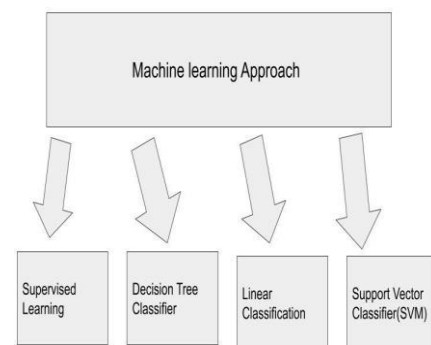 Machine learning Approach
Supervised
Learning
Decision Tree
Classifier
Linear
Classification
Support Vector
Classifier(SVM)